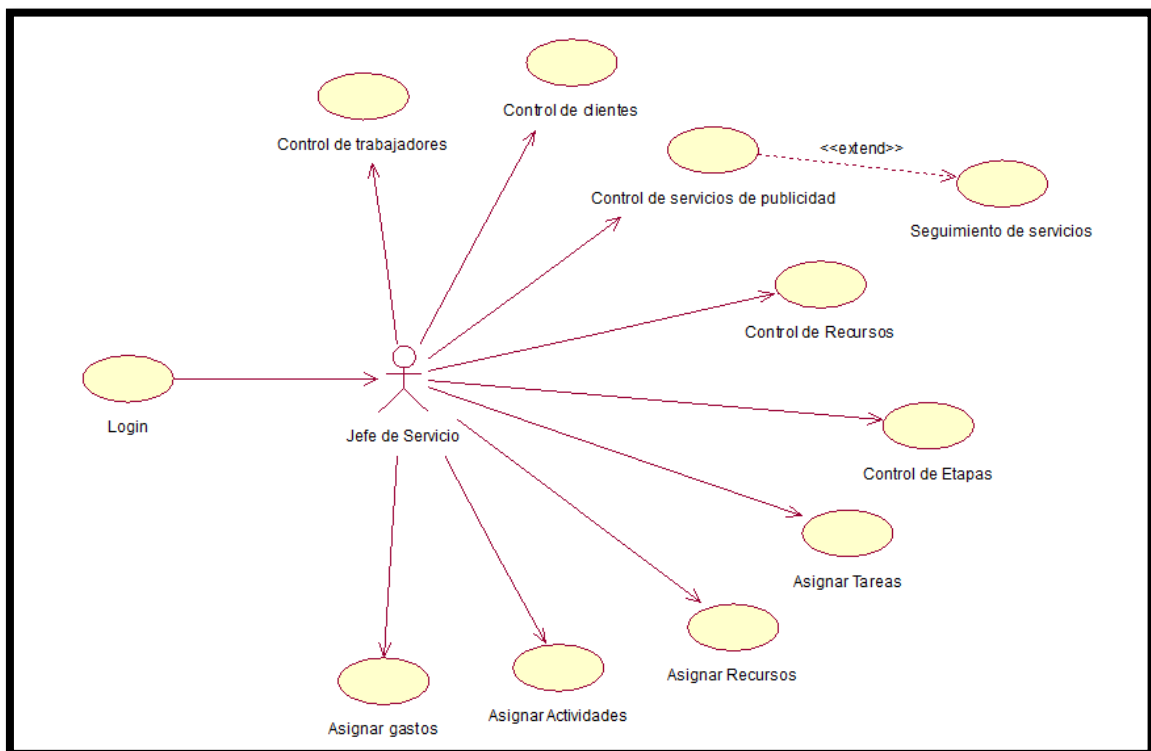 Control de clientes
Control de trabajadores
<<extend>>
Control de servicios de publicidad
Seguimiento de servicios
Control de Recursos
Login
Jefe de Servicio
Control de Etapas
Asignar Tareas
Asignar Recursos
Asignar Actividades
Asignar gastos